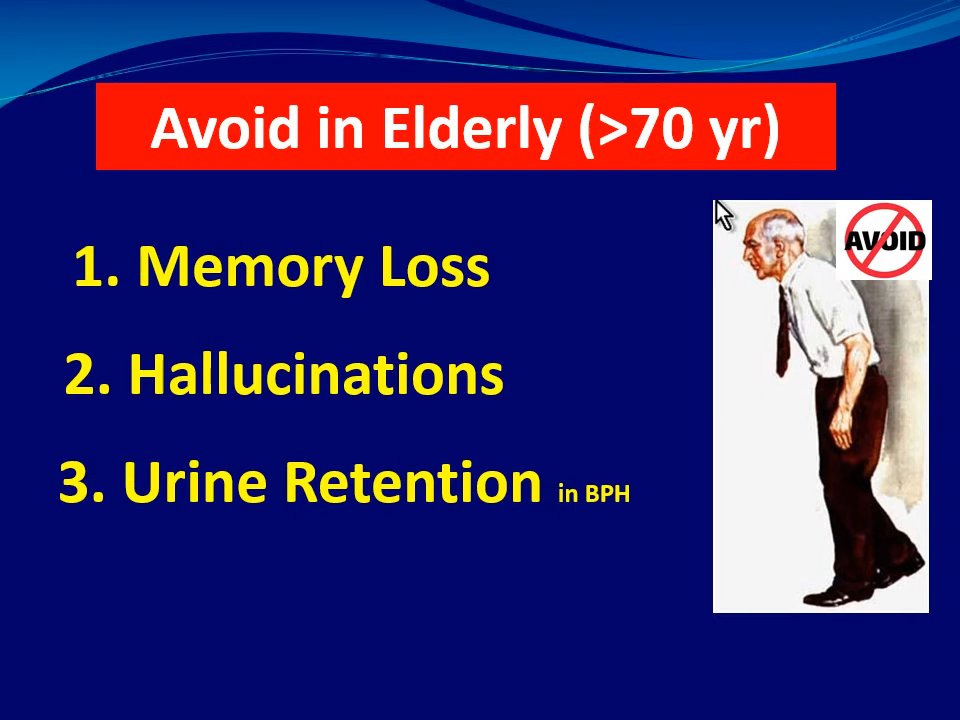 Avoid in Elderly (>70 yr)
AVOID
1. Memory Loss
2. Hallucinations
3. Urine Retention in BPH